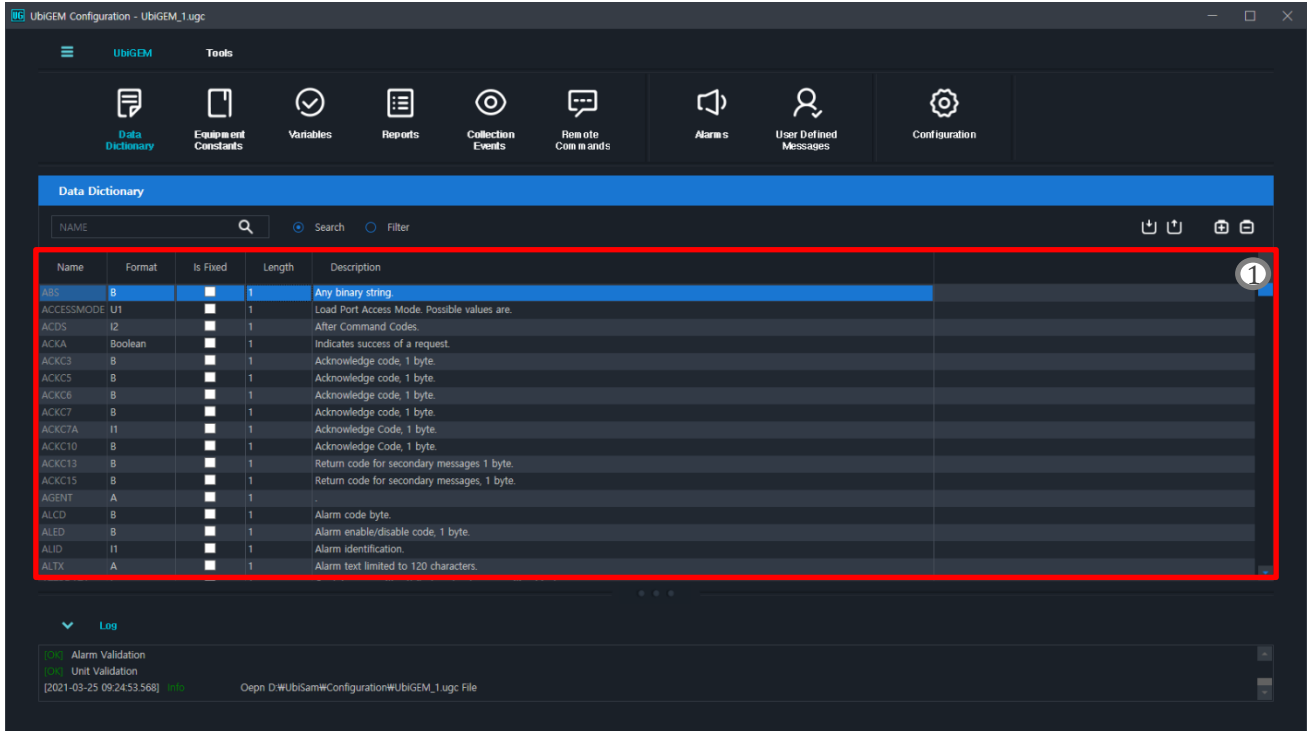 UG UbiGEM Configuration - UbiGEM_1.ugc
UbiGEM Tools
Data Dictionary
Equipment Constants
Variables
Reports
Collection Events
Remote Commands
Alarms
User Defined Messages
Configuration
Data Dictionary
NAME Search Filter
Name Format Is Fixed Length Description
①
ABS B 1 Any binary string.
ACCESSMODE U1 1 Load Port Access Mode. Possible values are.
ACDS I2 1 After Command Codes.
ACKA Boolean 1 Indicates success of a request.
ACKC3 B 1 Acknowledge code, 1 byte.
ACKC5 B 1 Acknowledge code, 1 byte.
ACKC6 B 1 Acknowledge code, 1 byte.
ACKC7 B 1 Acknowledge code, 1 byte.
ACKC7A I1 1 Acknowledge Code, 1 byte.
ACKC10 B 1 Acknowledge Code, 1 byte.
ACKC13 B 1 Return code for secondary messages 1 byte.
ACKC15 B 1 Return code for secondary messages, 1 byte.
AGENT A 1 .
ALCD B 1 Alarm code byte.
ALED B 1 Alarm enable/disable code, 1 byte.
ALID I1 1 Alarm identification.
ALTX A 1 Alarm text limited to 120 characters.
Log
[OK] Alarm Validation
[OK] Unit Validation
[2021-03-25 09:24:53.568] Info Oepn D:₩UbiSam₩Configuration₩UbiGEM_1.ugc File